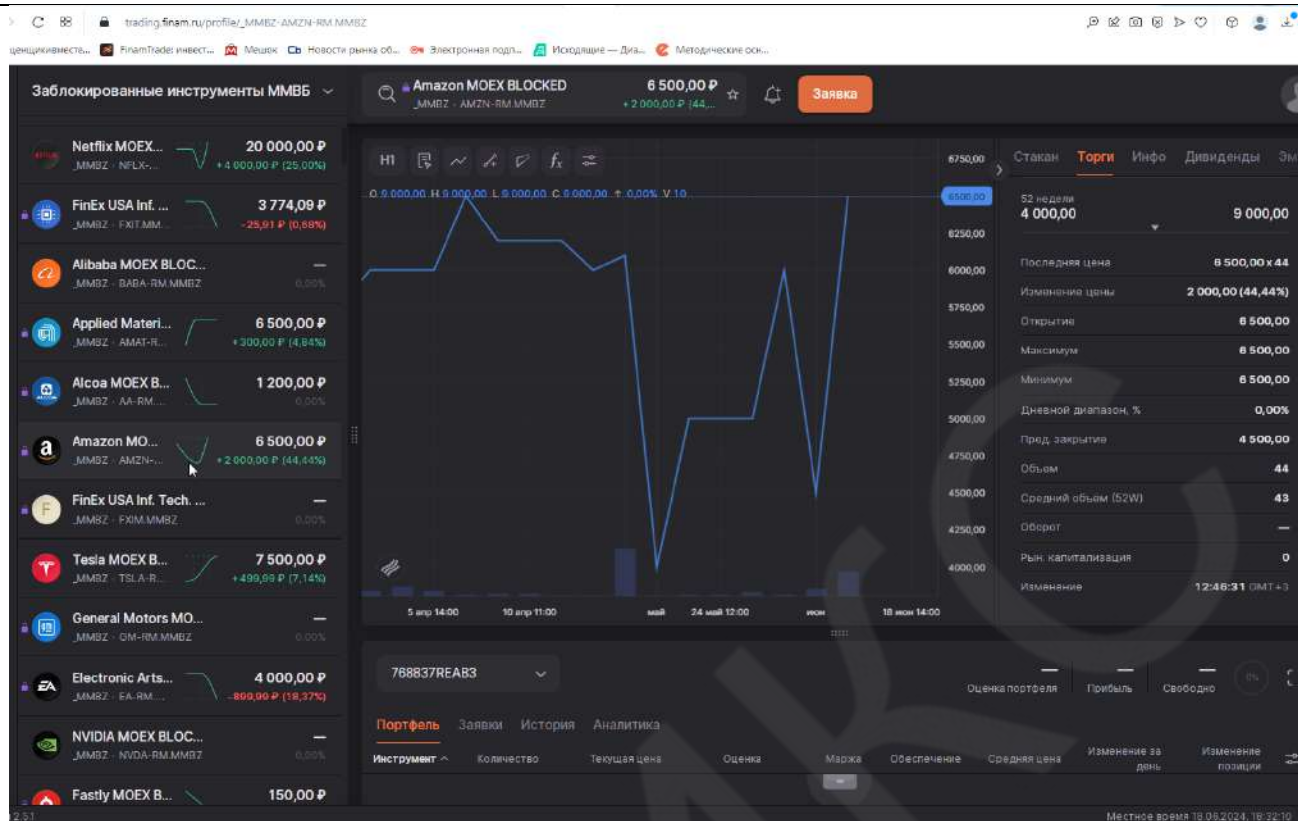 trading.finam.ru/profile/_MMBZ-AMZN-RM.MMBZ
ценщикивместе... FinamTrade: инвест... Мешок Новости рынка об... Электронная подп... Исходящие — Диа... Методические осн...
Заблокированные инструменты ММВБ
Amazon MOEX BLOCKED 6 500,00 ₽
_MMBZ · AMZN-RM.MMBZ +2 000,00 ₽ (44,...
Заявка
Netflix MOEX... 20 000,00 ₽
_MMBZ · NFLX-... +4 000,00 ₽ (25,00%)
FinEx USA Inf. ... 3 774,09 ₽
_MMBZ · FXIT.MM... -25,91 ₽ (0,68%)
Alibaba MOEX BLOC... —
_MMBZ · BABA-RM.MMBZ 0,00%
Applied Materi... 6 500,00 ₽
_MMBZ · AMAT-R... +300,00 ₽ (4,84%)
Alcoa MOEX B... 1 200,00 ₽
_MMBZ · AA-RM.... 0,00%
Amazon MO... 6 500,00 ₽
_MMBZ · AMZN-... +2 000,00 ₽ (44,44%)
FinEx USA Inf. Tech. ... —
_MMBZ · FXIM.MMBZ 0,00%
Tesla MOEX B... 7 500,00 ₽
_MMBZ · TSLA-R... +499,99 ₽ (7,14%)
General Motors MO... —
_MMBZ · GM-RM.MMBZ 0,00%
Electronic Arts... 4 000,00 ₽
_MMBZ · EA-RM.... -899,99 ₽ (18,37%)
NVIDIA MOEX BLOC... —
_MMBZ · NVDA-RM.MMBZ 0,00%
Fastly MOEX B... 150,00 ₽
H1
O 9 000,00 H 9 000,00 L 9 000,00 C 9 000,00 ↑ 0,00% V 10
6750,00
6500,00
6250,00
6000,00
5750,00
5500,00
5250,00
5000,00
4750,00
4500,00
4250,00
4000,00
5 апр 14:00 10 апр 11:00 май 24 май 12:00 июн 18 июн 14:00
Стакан Торги Инфо Дивиденды Эм
52 недели
4 000,00 9 000,00
Последняя цена 6 500,00 x 44
Изменение цены 2 000,00 (44,44%)
Открытие 6 500,00
Максимум 6 500,00
Минимум 6 500,00
Дневной диапазон, % 0,00%
Пред. закрытие 4 500,00
Объем 44
Средний объем (52W) 43
Оборот —
Рын. капитализация 0
Изменение 12:46:31 GMT+3
768837REAB3
Оценка портфеля — Прибыль — Свободно — 0%
Портфель Заявки История Аналитика
Инструмент Количество Текущая цена Оценка Маржа Обеспечение Средняя цена Изменение за день Изменение позиции
2.51
Местное время 18.06.2024, 18:32:10
МКС